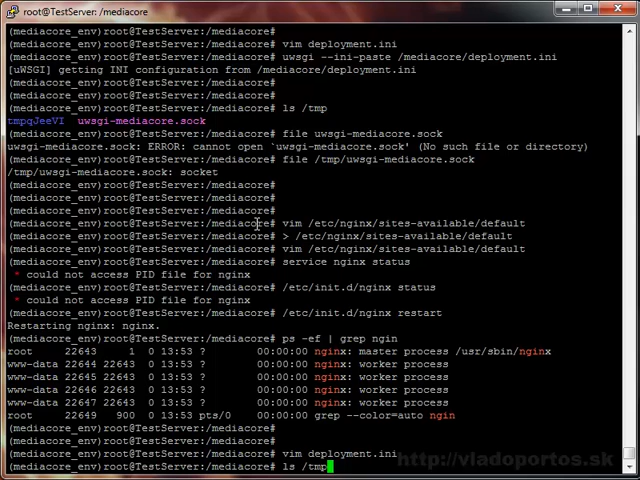 root@TestServer: /mediacore
(mediacore_env)root@TestServer:/mediacore#
(mediacore_env)root@TestServer:/mediacore# vim deployment.ini
(mediacore_env)root@TestServer:/mediacore# uwsgi --ini-paste /mediacore/deployment.ini
[uWSGI] getting INI configuration from /mediacore/deployment.ini
(mediacore_env)root@TestServer:/mediacore#
(mediacore_env)root@TestServer:/mediacore#
(mediacore_env)root@TestServer:/mediacore# ls /tmp
tmpqJeeVI  uwsgi-mediacore.sock
(mediacore_env)root@TestServer:/mediacore# file uwsgi-mediacore.sock
uwsgi-mediacore.sock: ERROR: cannot open `uwsgi-mediacore.sock' (No such file or directory)
(mediacore_env)root@TestServer:/mediacore# file /tmp/uwsgi-mediacore.sock
/tmp/uwsgi-mediacore.sock: socket
(mediacore_env)root@TestServer:/mediacore#
(mediacore_env)root@TestServer:/mediacore#
(mediacore_env)root@TestServer:/mediacore#
(mediacore_env)root@TestServer:/mediacore# vim /etc/nginx/sites-available/default
(mediacore_env)root@TestServer:/mediacore# > /etc/nginx/sites-available/default
(mediacore_env)root@TestServer:/mediacore# vim /etc/nginx/sites-available/default
(mediacore_env)root@TestServer:/mediacore# service nginx status
 * could not access PID file for nginx
(mediacore_env)root@TestServer:/mediacore# /etc/init.d/nginx status
 * could not access PID file for nginx
(mediacore_env)root@TestServer:/mediacore# /etc/init.d/nginx restart
Restarting nginx: nginx.
(mediacore_env)root@TestServer:/mediacore# ps -ef | grep ngin
root     22643     1  0 13:53 ?        00:00:00 nginx: master process /usr/sbin/nginx
www-data 22644 22643  0 13:53 ?        00:00:00 nginx: worker process
www-data 22645 22643  0 13:53 ?        00:00:00 nginx: worker process
www-data 22646 22643  0 13:53 ?        00:00:00 nginx: worker process
www-data 22647 22643  0 13:53 ?        00:00:00 nginx: worker process
root     22649   900  0 13:53 pts/0    00:00:00 grep --color=auto ngin
(mediacore_env)root@TestServer:/mediacore#
(mediacore_env)root@TestServer:/mediacore#
(mediacore_env)root@TestServer:/mediacore# vim deployment.ini
(mediacore_env)root@TestServer:/mediacore# ls /tmp
http://vladoportos.sk